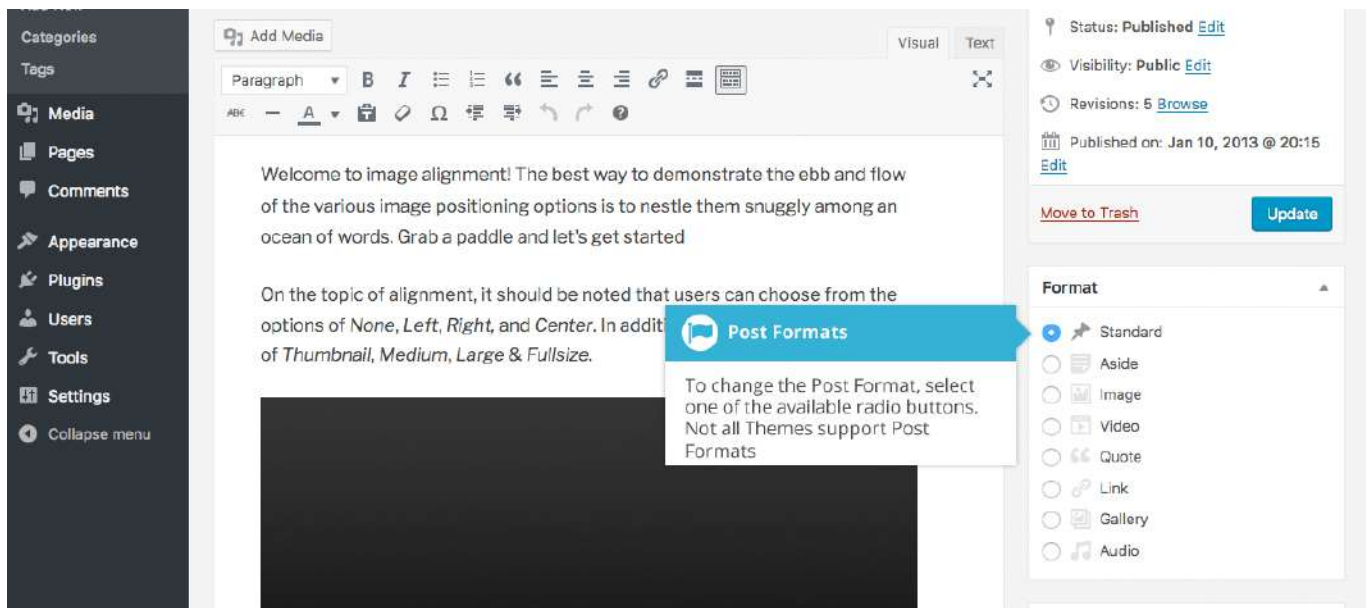 Categories
Tags
Media
Pages
Comments
Appearance
Plugins
Users
Tools
Settings
Collapse menu
Add Media
Visual Text
Paragraph B I
ABC A
Welcome to image alignment! The best way to demonstrate the ebb and flow
of the various image positioning options is to nestle them snuggly among an
ocean of words. Grab a paddle and let's get started
On the topic of alignment, it should be noted that users can choose from the
options of None, Left, Right, and Center. In additi
of Thumbnail, Medium, Large & Fullsize.
Post Formats
To change the Post Format, select
one of the available radio buttons.
Not all Themes support Post
Formats
Status: Published Edit
Visibility: Public Edit
Revisions: 5 Browse
Published on: Jan 10, 2013 @ 20:15
Edit
Move to Trash Update
Format
Standard
Aside
Image
Video
Quote
Link
Gallery
Audio